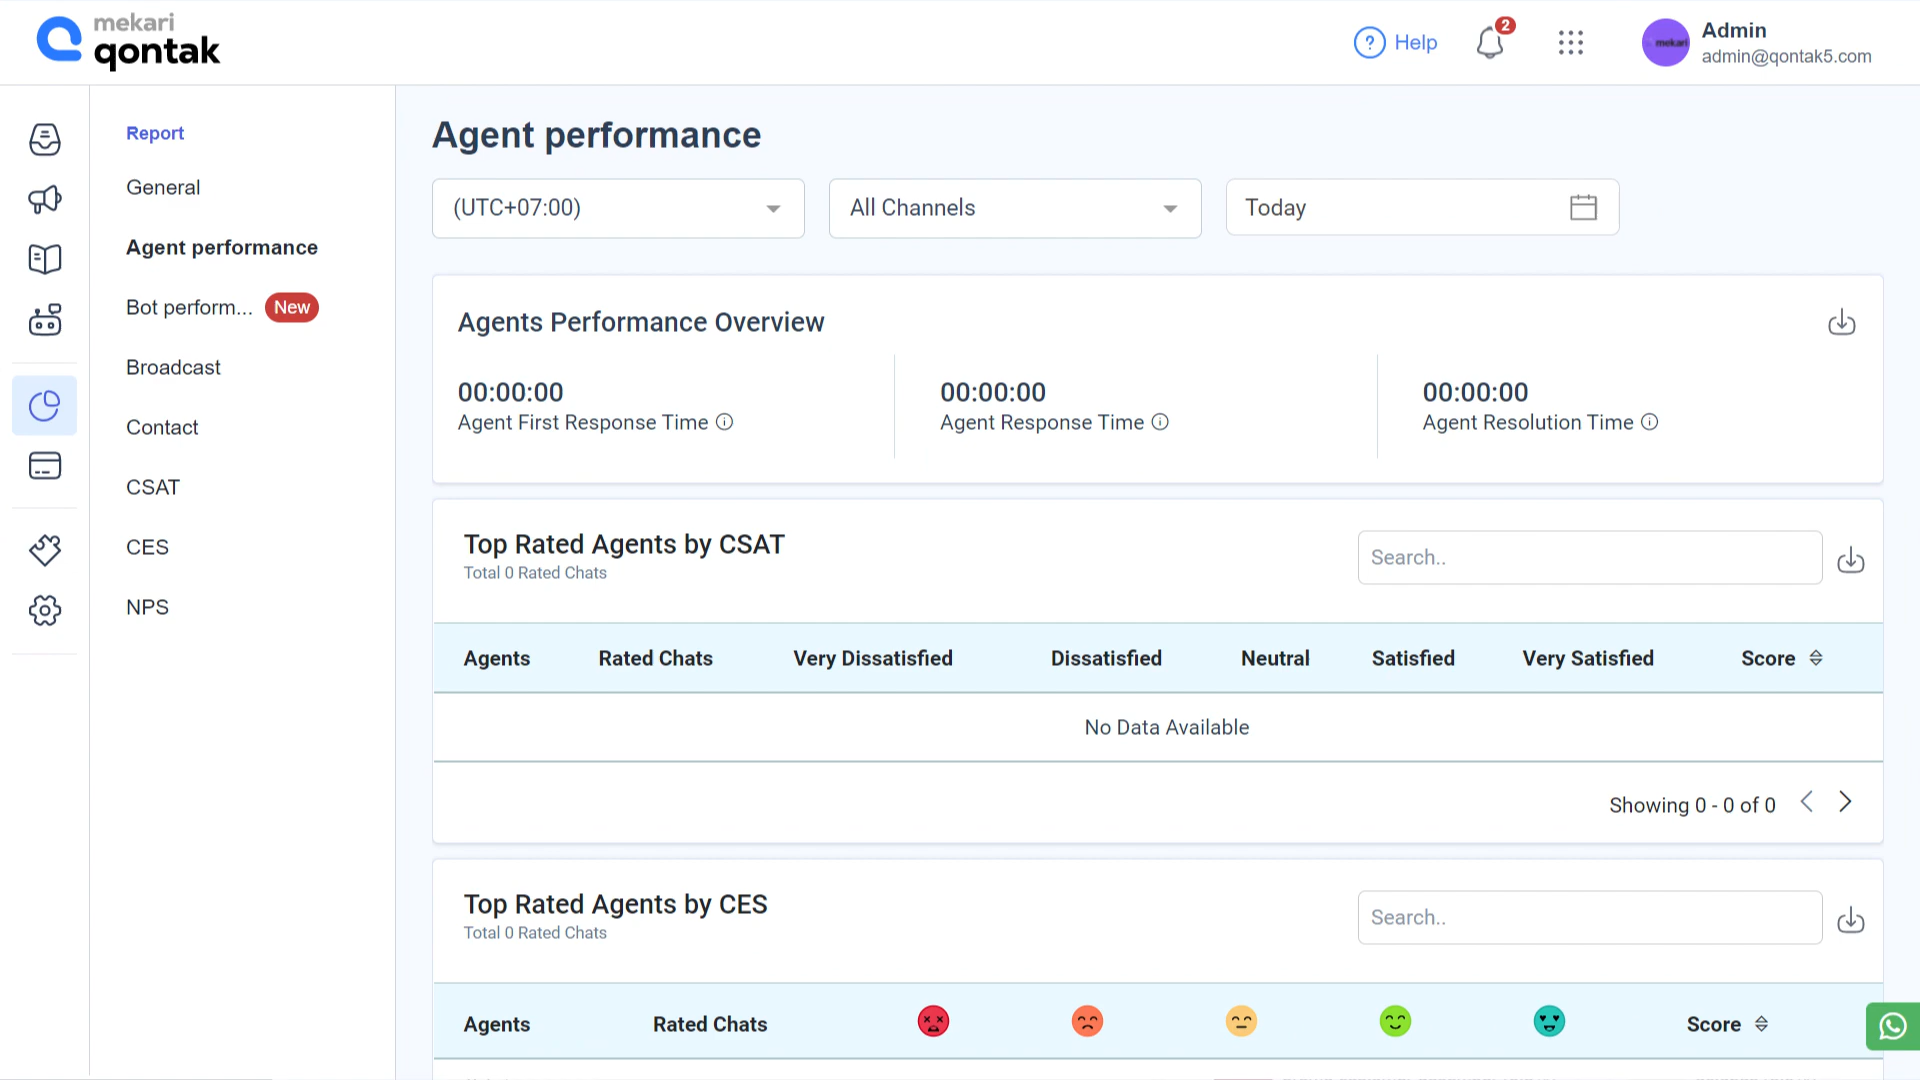 mekari
qontak
Help
2
mekari
Admin
admin@qontak5.com
Report
General
Agent performance
Bot perform... New
Broadcast
Contact
CSAT
CES
NPS
Agent performance
(UTC+07:00)
All Channels
Today
Agents Performance Overview
00:00:00
Agent First Response Time
00:00:00
Agent Response Time
00:00:00
Agent Resolution Time
Top Rated Agents by CSAT
Total 0 Rated Chats
Search..
Agents Rated Chats Very Dissatisfied Dissatisfied Neutral Satisfied Very Satisfied Score
No Data Available
Showing 0 - 0 of 0
Top Rated Agents by CES
Total 0 Rated Chats
Search..
Agents Rated Chats Score